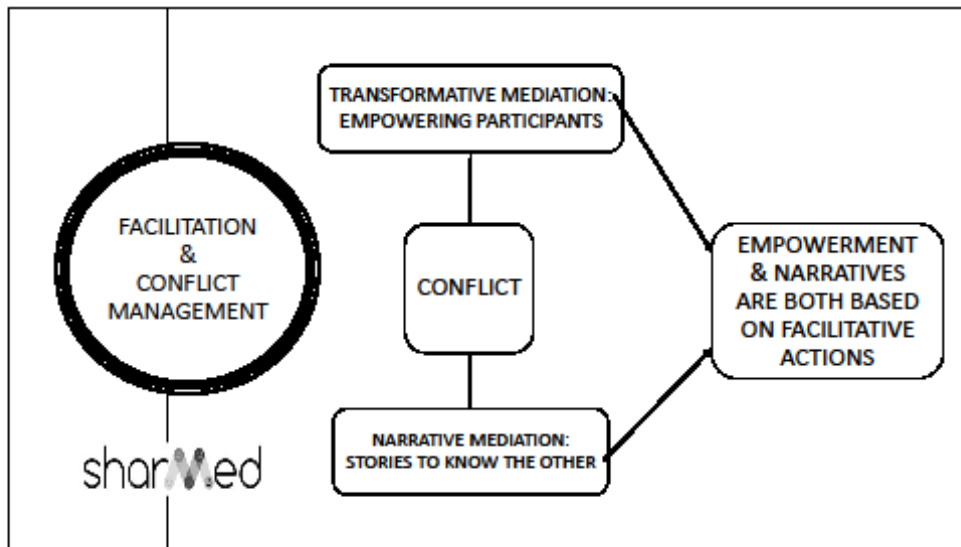 FACILITATION
&
CONFLICT
MANAGEMENT
sharMed
TRANSFORMATIVE MEDIATION:
EMPOWERING PARTICIPANTS
CONFLICT
NARRATIVE MEDIATION:
STORIES TO KNOW THE OTHER
EMPOWERMENT
& NARRATIVES
ARE BOTH BASED
ON FACILITATIVE
ACTIONS